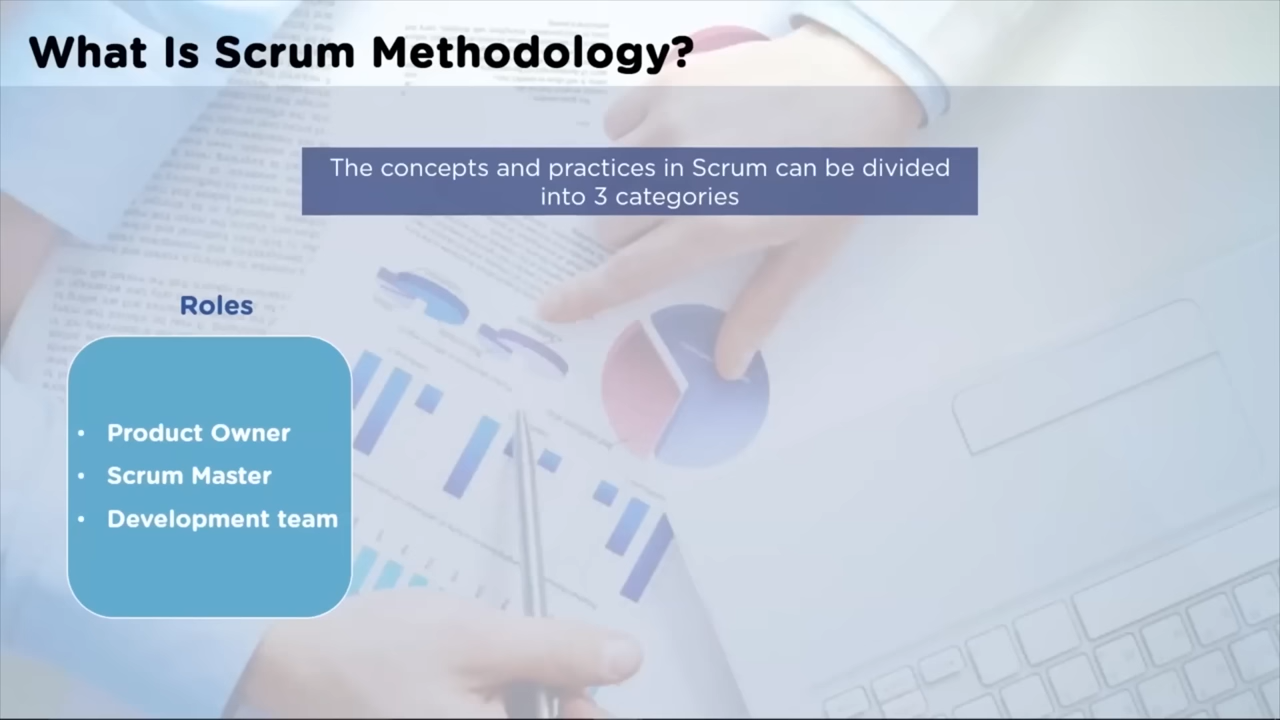 What Is Scrum Methodology?
The concepts and practices in Scrum can be divided
into 3 categories
Roles
• Product Owner
• Scrum Master
• Development team